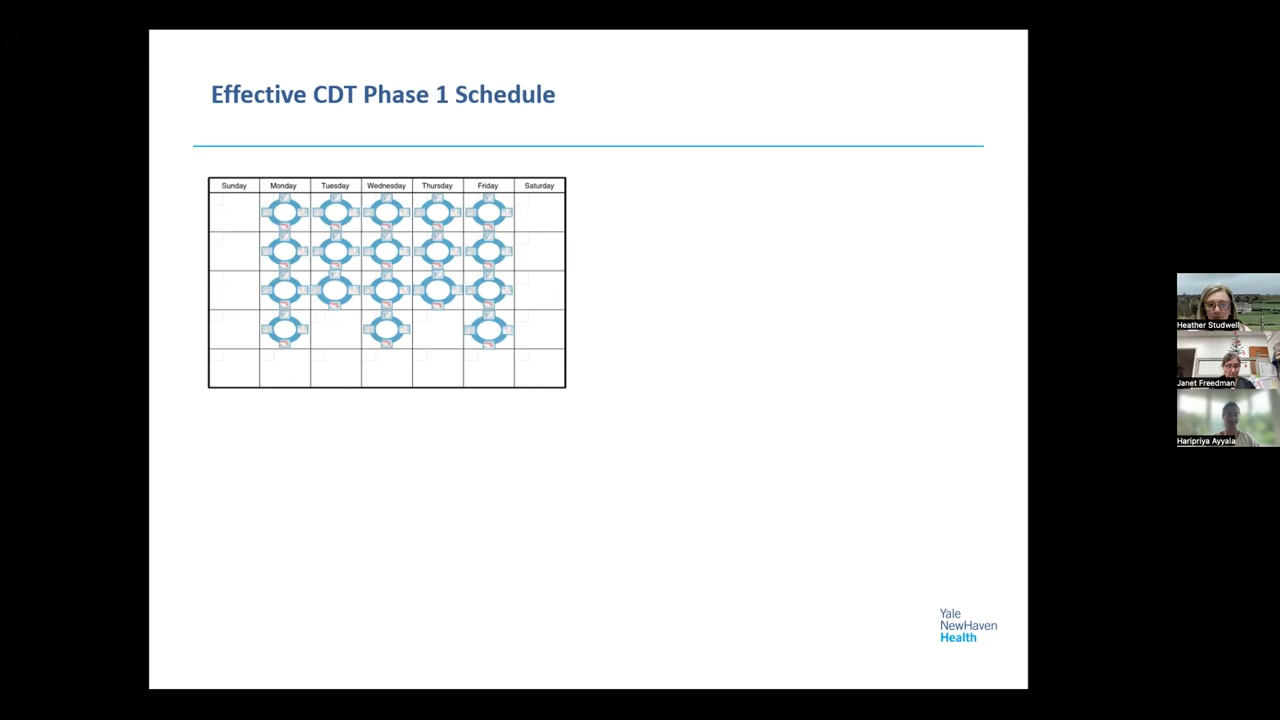 Effective CDT Phase 1 Schedule
Sunday Monday Tuesday Wednesday Thursday Friday Saturday
Heather Studwell
Janet Freedman
Haripriya Ayyala
Yale
NewHaven
Health